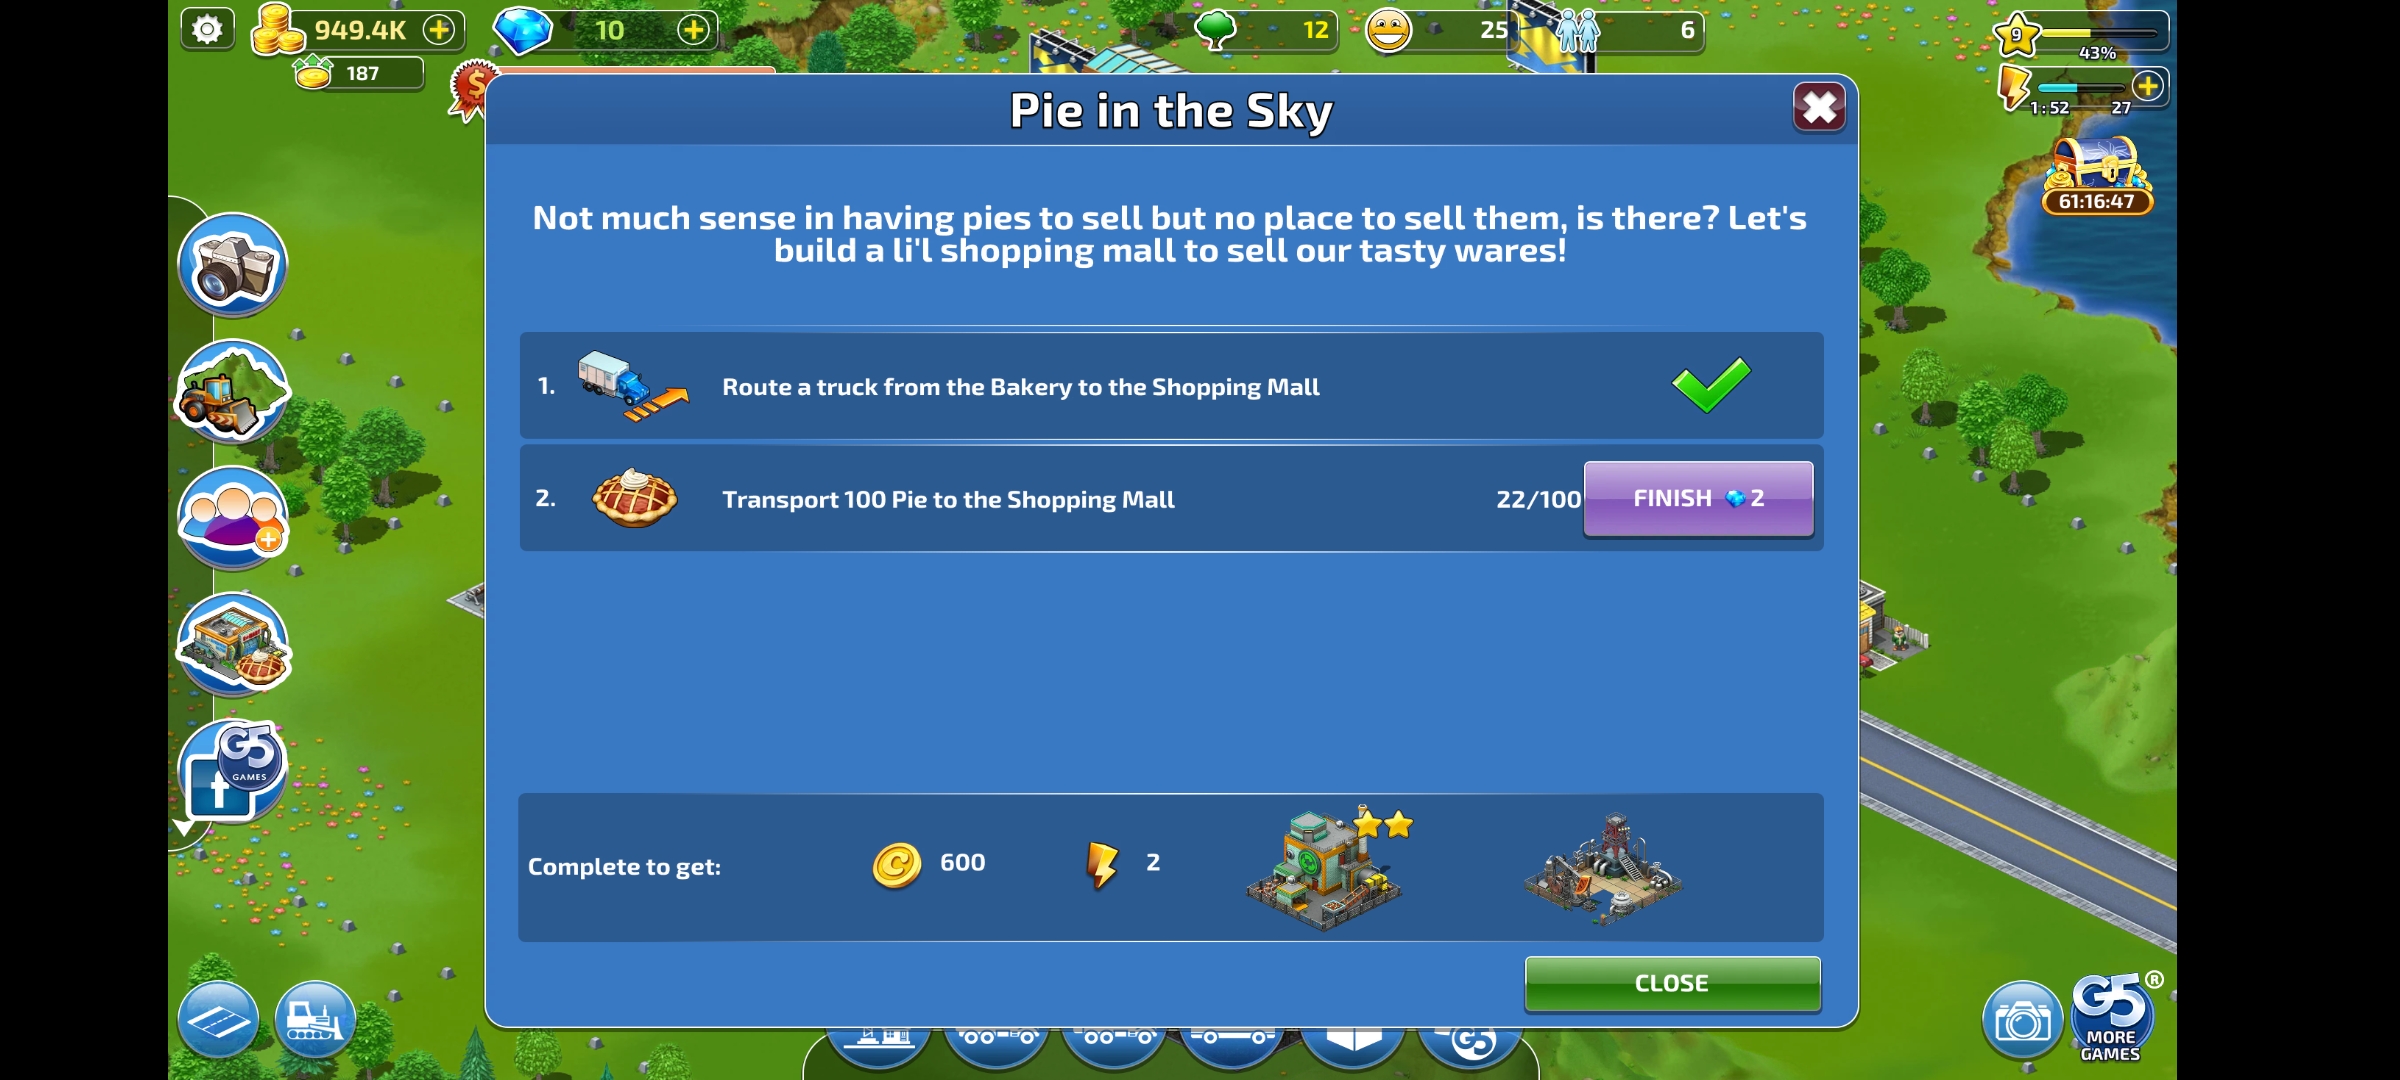 949.4K
10
12
25
6
9
43%
187
1:52
27
61:16:47
Pie in the Sky
Not much sense in having pies to sell but no place to sell them, is there? Let's
build a li'l shopping mall to sell our tasty wares!
1.
Route a truck from the Bakery to the Shopping Mall
2.
Transport 100 Pie to the Shopping Mall
22/100
FINISH 2
G5
GAMES
f
Complete to get:
600
2
CLOSE
G5
G5 ®
MORE
GAMES